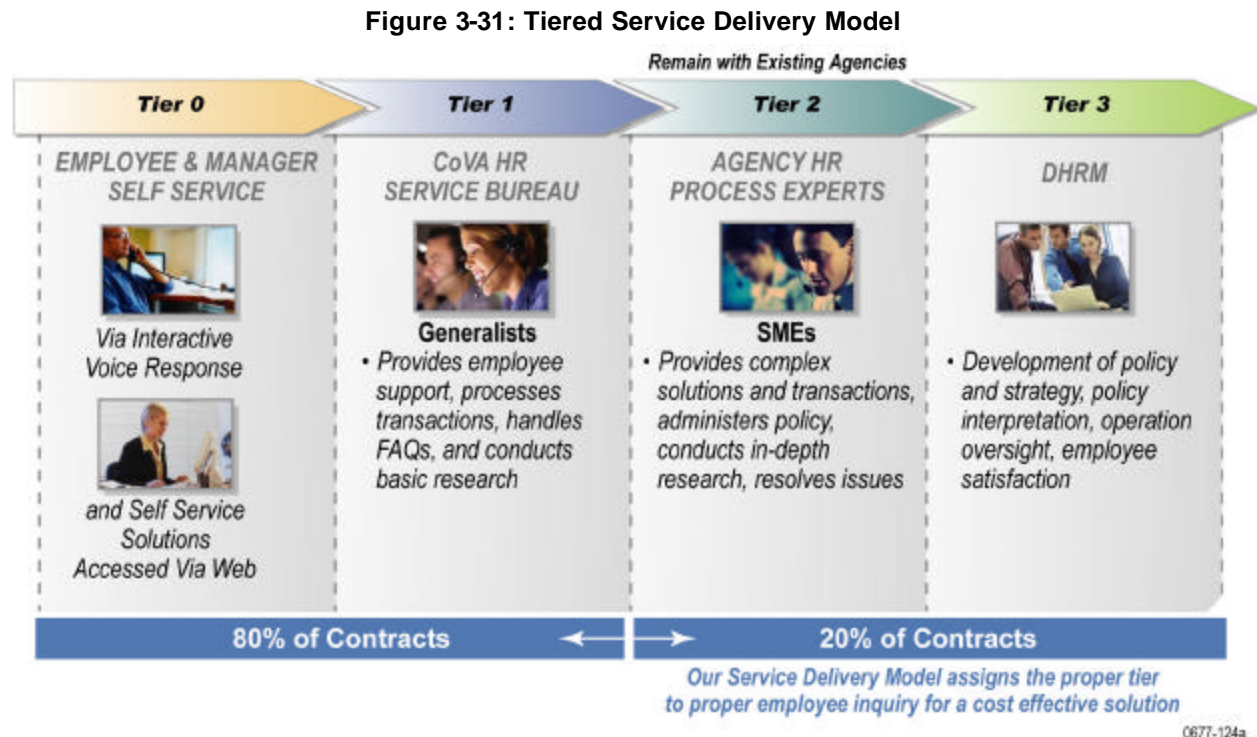 Figure 3-31: Tiered Service Delivery Model
Remain with Existing Agencies
Tier 0
Tier 1
Tier 2
Tier 3
EMPLOYEE & MANAGER
SELF SERVICE
Via Interactive
Voice Response
and Self Service
Solutions
Accessed Via Web
CoVA HR
SERVICE BUREAU
Generalists
• Provides employee
support, processes
transactions, handles
FAQs, and conducts
basic research
AGENCY HR
PROCESS EXPERTS
SMEs
• Provides complex
solutions and transactions,
administers policy,
conducts in-depth
research, resolves issues
DHRM
• Development of policy
and strategy, policy
interpretation, operation
oversight, employee
satisfaction
80% of Contracts
20% of Contracts
Our Service Delivery Model assigns the proper tier
to proper employee inquiry for a cost effective solution
0677-124a